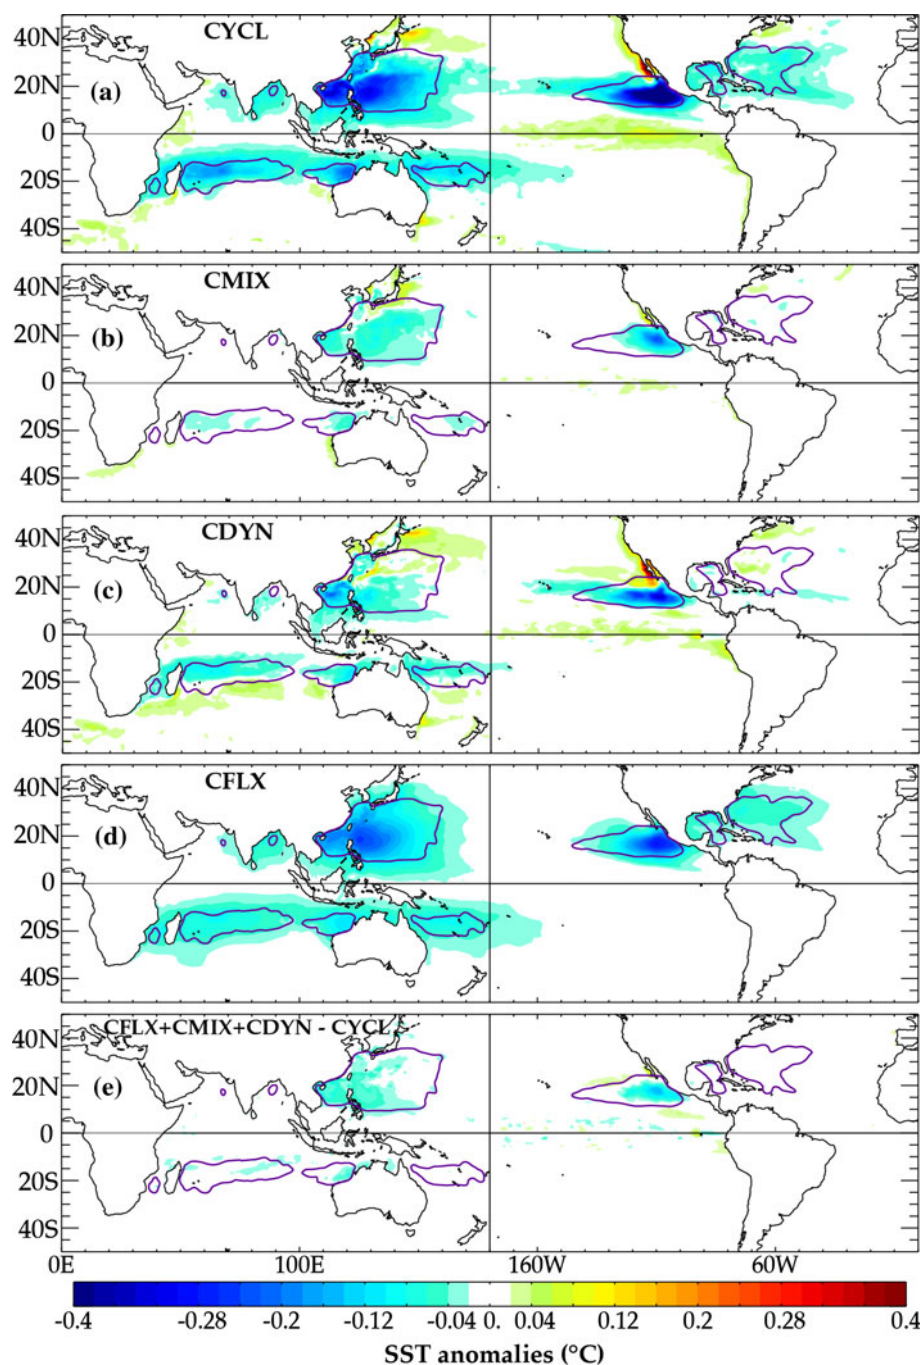 40N
CYCL
20N
(a)
0
20S
40S
40N
CMIX
20N
(b)
0
20S
40S
40N
CDYN
20N
(c)
0
20S
40S
40N
CFLX
20N
(d)
0
20S
40S
40N
CFLX+CMIX+CDYN - CYCL
20N
(e)
0
20S
40S
0E 100E 160W 60W
-0.4 -0.28 -0.2 -0.12 -0.04 0. 0.04 0.12 0.2 0.28 0.4
SST anomalies (°C)